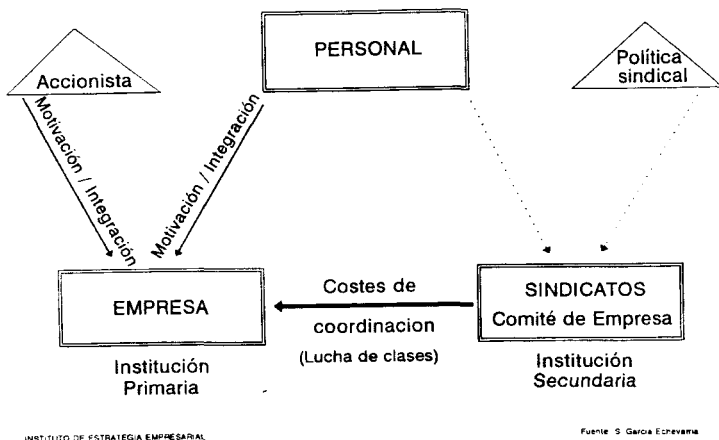 PERSONAL
Accionista
Política
sindical
Motivación / Integración
Motivación / Integración
EMPRESA
Costes de
coordinacion
(Lucha de clases)
SINDICATOS
Comité de Empresa
Institución
Primaria
Institución
Secundaria
INSTITUTO DE ESTRATEGIA EMPRESARIAL
Fuente S. Garcia Echevarria